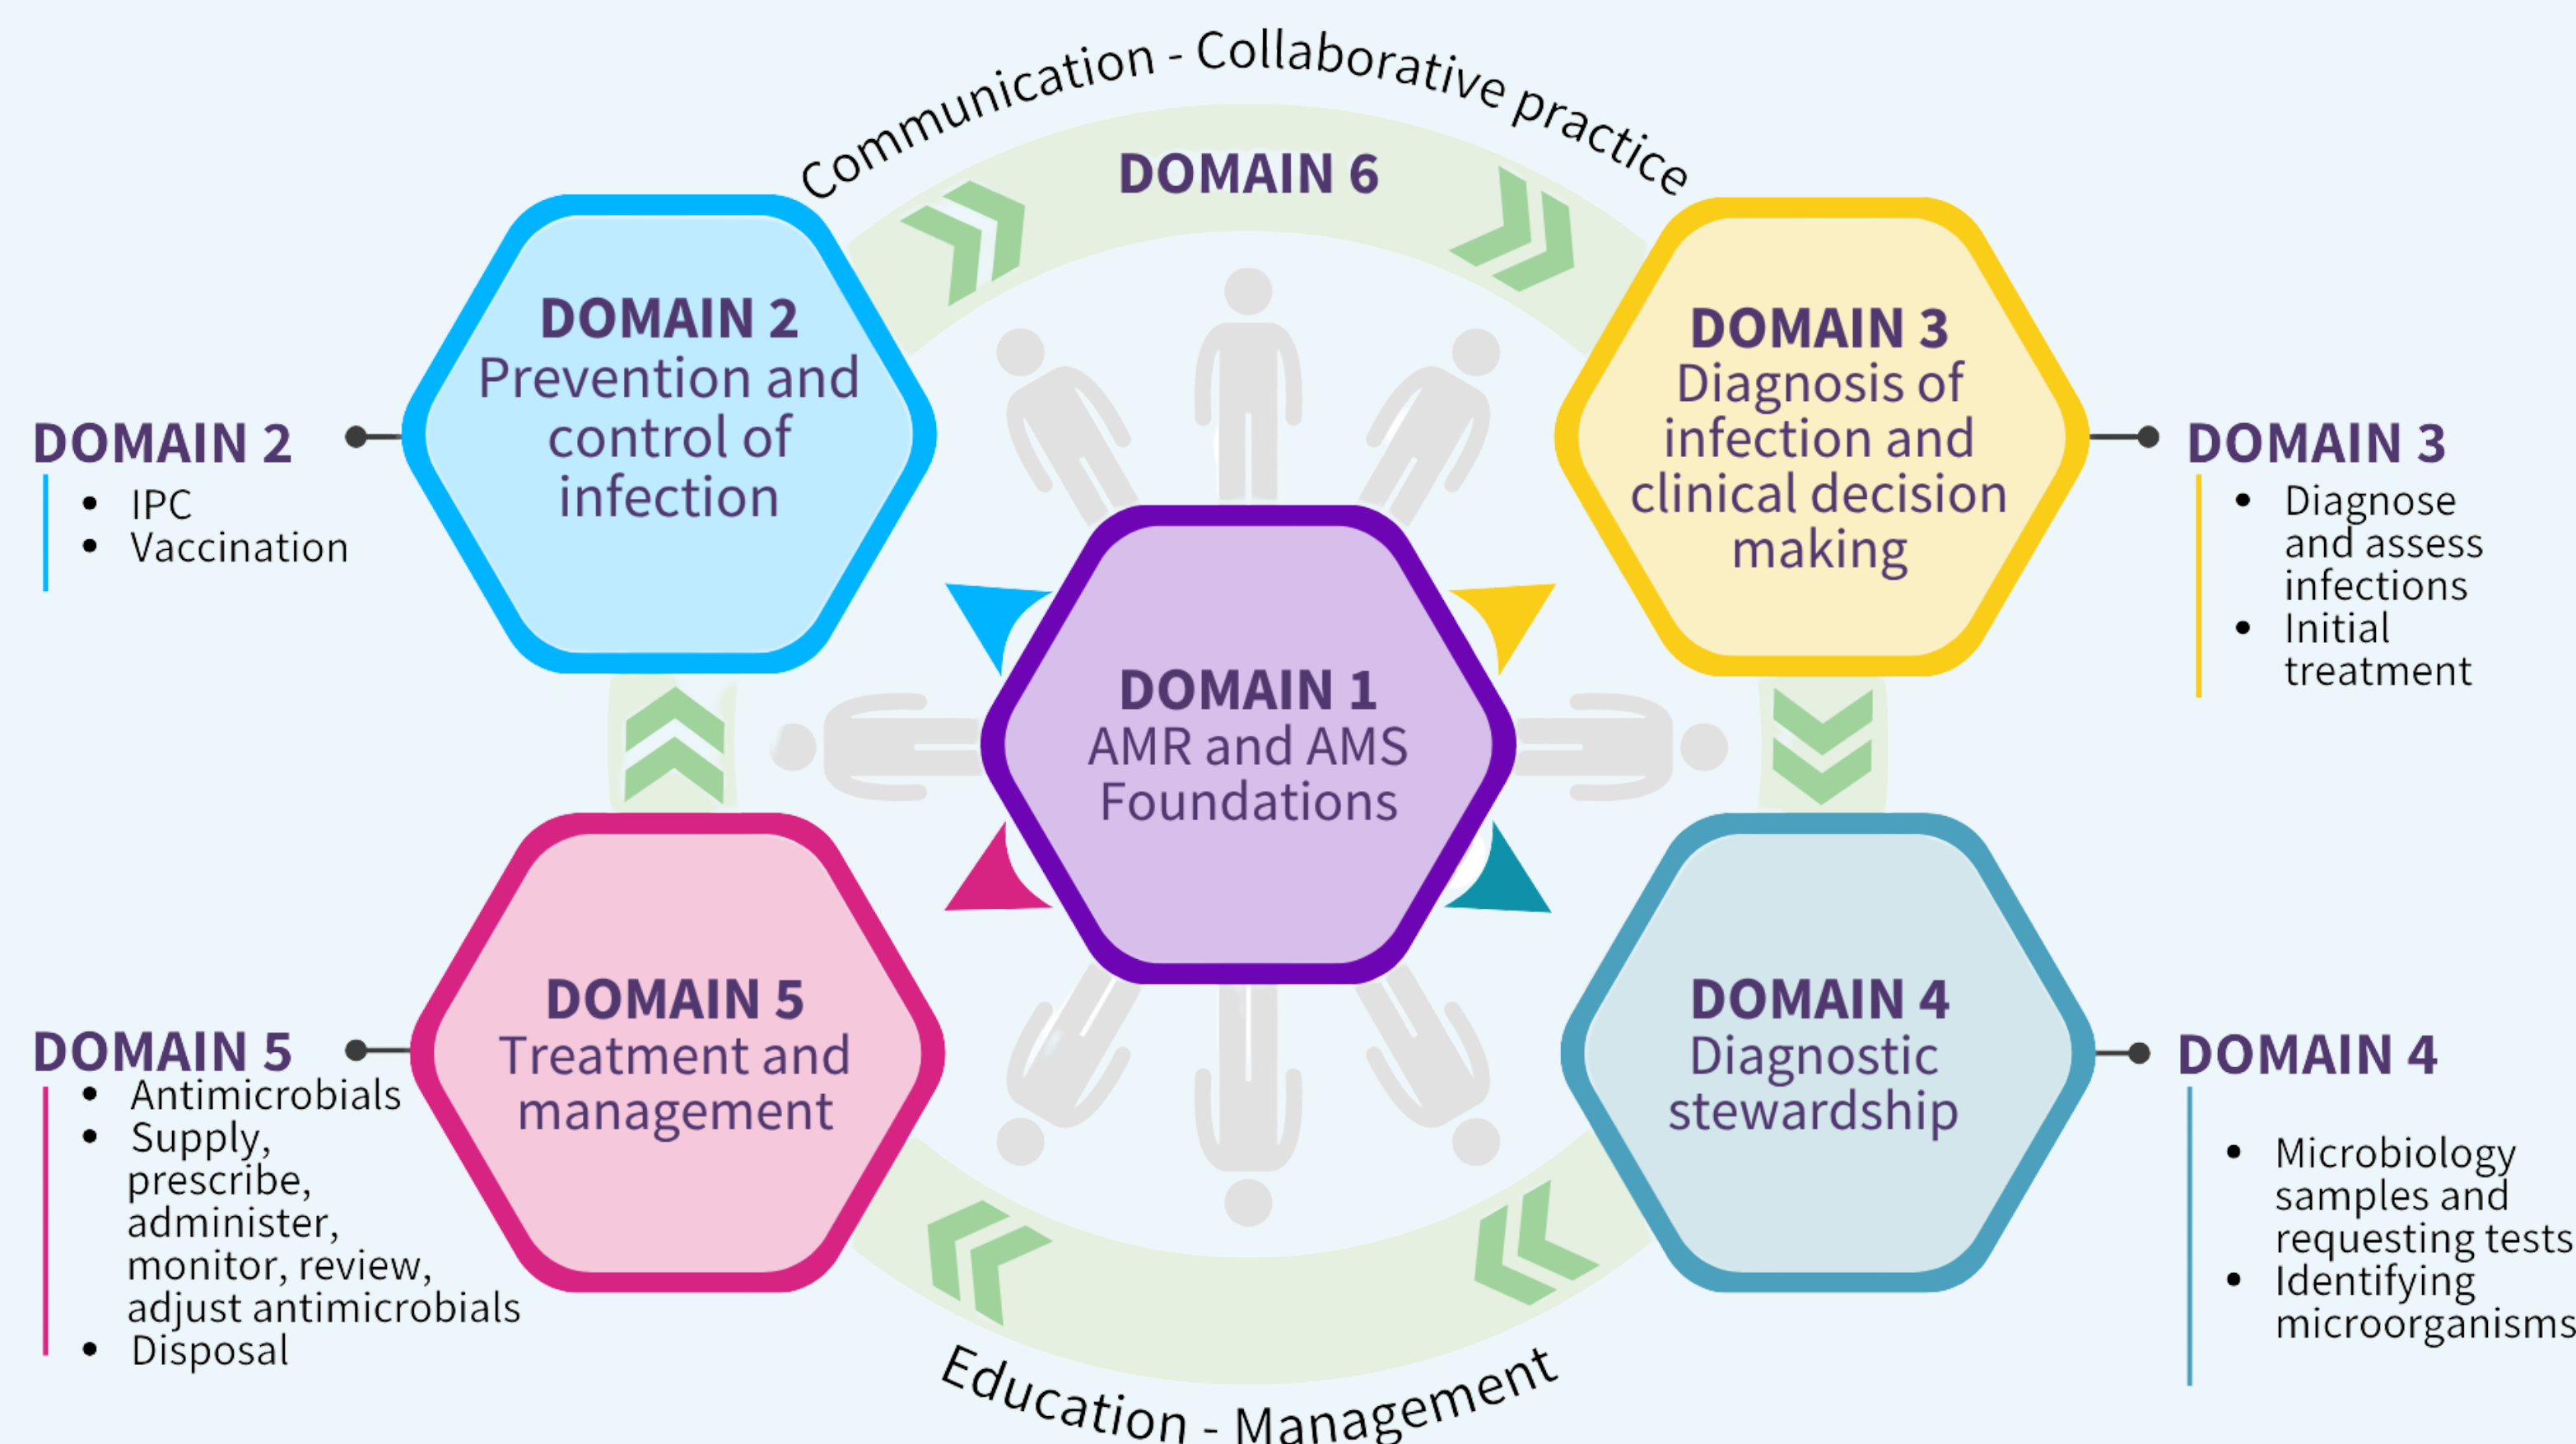 Communication - Collaborative practice
DOMAIN 6
DOMAIN 2
Prevention and
control of
infection
DOMAIN 3
Diagnosis of
infection and
clinical decision
making
DOMAIN 2
• IPC
• Vaccination
DOMAIN 3
• Diagnose
and assess
infections
• Initial
treatment
DOMAIN 1
AMR and AMS
Foundations
DOMAIN 5
Treatment and
management
DOMAIN 4
Diagnostic
stewardship
DOMAIN 5
• Antimicrobials
• Supply,
prescribe,
administer,
monitor, review,
adjust antimicrobials
• Disposal
DOMAIN 4
• Microbiology
samples and
requesting tests
• Identifying
microorganisms
Education - Management